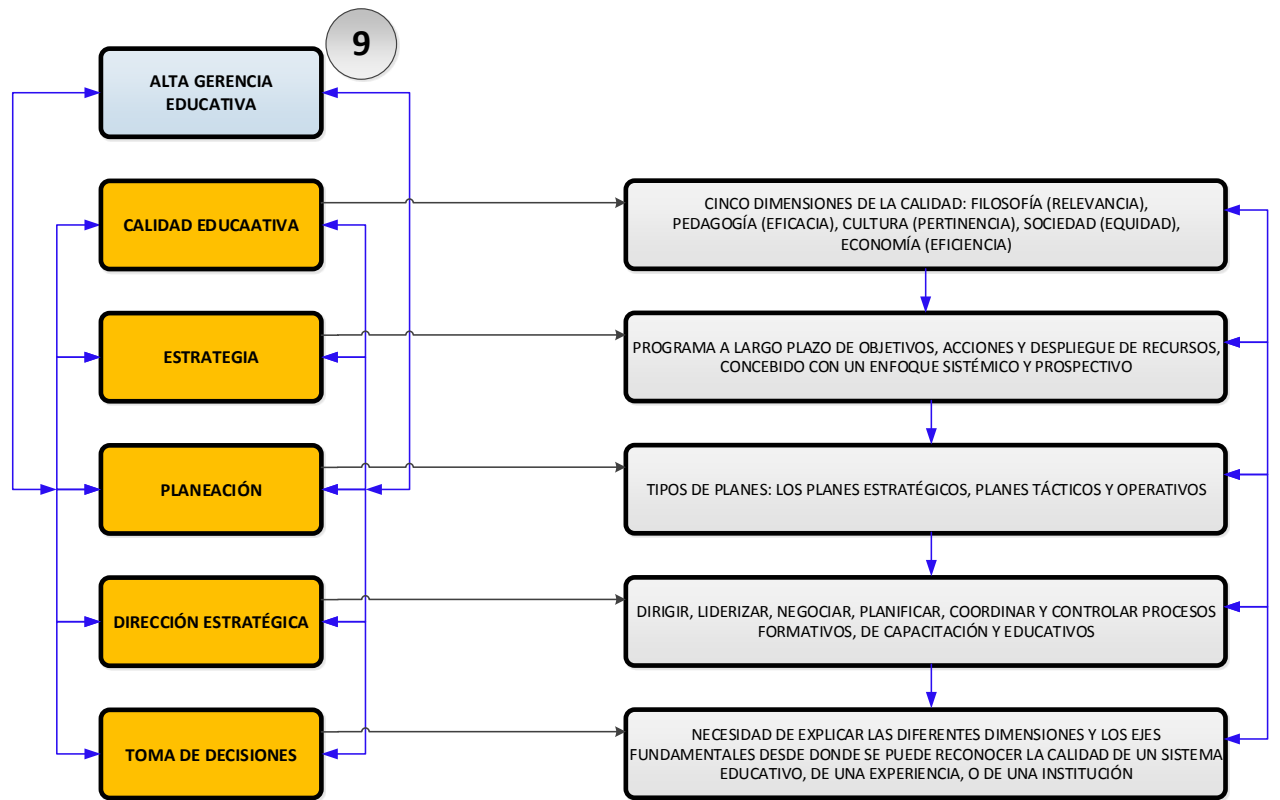 9
ALTA GERENCIA
EDUCATIVA
CALIDAD EDUCAATIVA
CINCO DIMENSIONES DE LA CALIDAD: FILOSOFÍA (RELEVANCIA),
PEDAGOGÍA (EFICACIA), CULTURA (PERTINENCIA), SOCIEDAD (EQUIDAD),
ECONOMÍA (EFICIENCIA)
ESTRATEGIA
PROGRAMA A LARGO PLAZO DE OBJETIVOS, ACCIONES Y DESPLIEGUE DE RECURSOS,
CONCEBIDO CON UN ENFOQUE SISTÉMICO Y PROSPECTIVO
PLANEACIÓN
TIPOS DE PLANES: LOS PLANES ESTRATÉGICOS, PLANES TÁCTICOS Y OPERATIVOS
DIRECCIÓN ESTRATÉGICA
DIRIGIR, LIDERIZAR, NEGOCIAR, PLANIFICAR, COORDINAR Y CONTROLAR PROCESOS
FORMATIVOS, DE CAPACITACIÓN Y EDUCATIVOS
TOMA DE DECISIONES
NECESIDAD DE EXPLICAR LAS DIFERENTES DIMENSIONES Y LOS EJES
FUNDAMENTALES DESDE DONDE SE PUEDE RECONOCER LA CALIDAD DE UN SISTEMA
EDUCATIVO, DE UNA EXPERIENCIA, O DE UNA INSTITUCIÓN